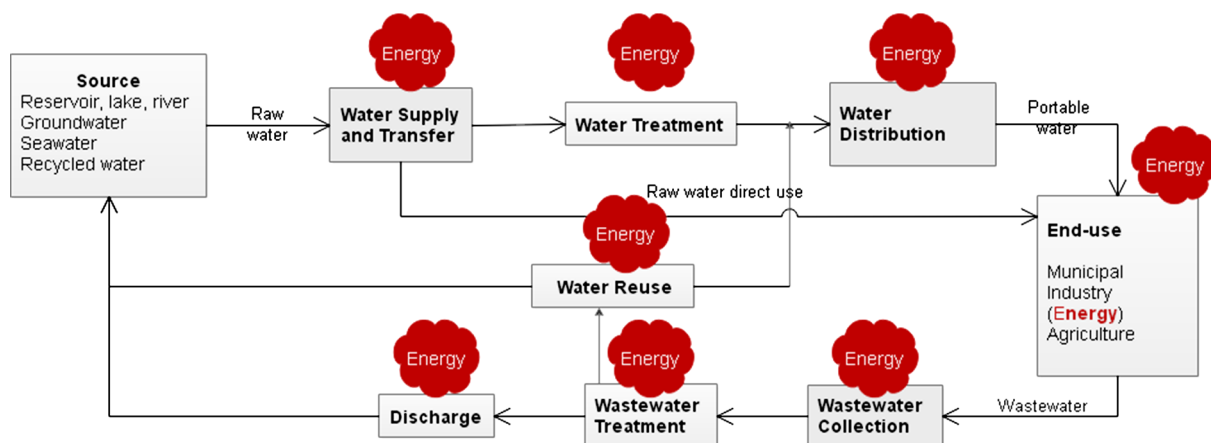 Energy
Energy
Energy
Source
Reservoir, lake, river
Groundwater
Seawater
Recycled water
Raw
water
Water Supply
and Transfer
Water Treatment
Water
Distribution
Portable
water
Energy
Raw water direct use
Energy
End-use
Municipal
Industry
(Energy)
Agriculture
Water Reuse
Energy
Energy
Energy
Discharge
Wastewater
Treatment
Wastewater
Collection
Wastewater